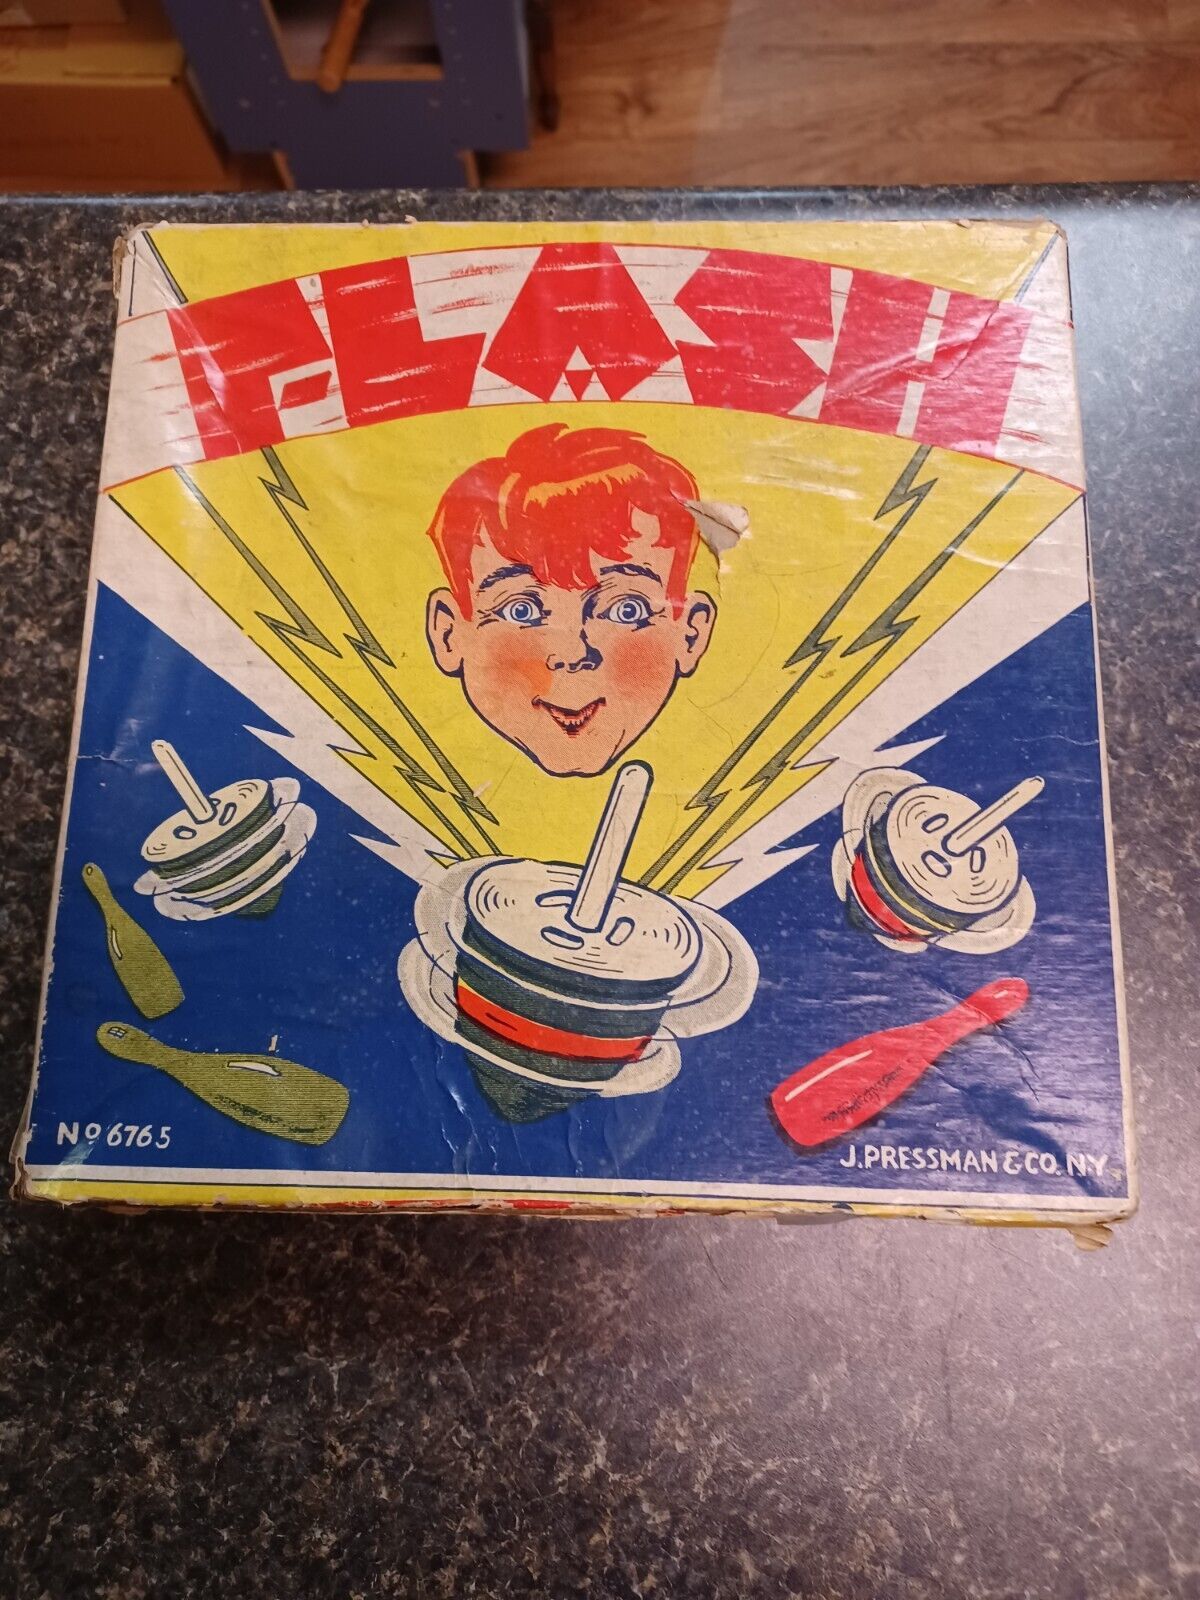 FLASH
No 6765
J. PRESSMAN & CO. N.Y.